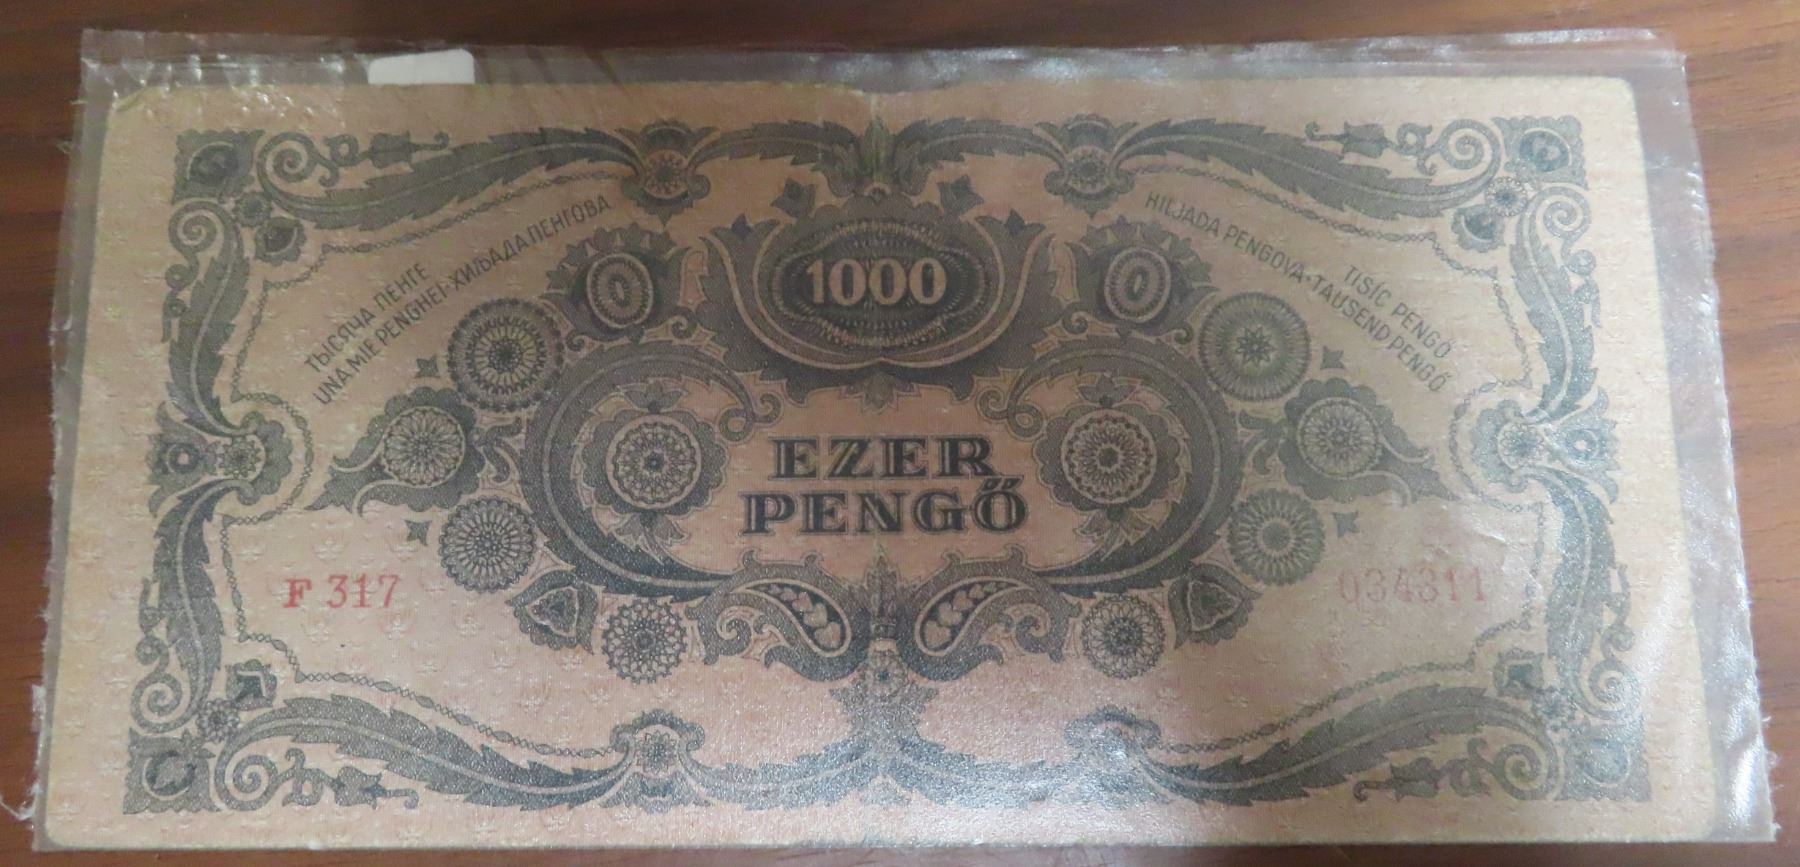 ТЫСЯЧА ПЕНГЕ
UNA MIE PENGHEI-ХИЉАДА ПЕНГОВА
1000
HILJADA PENGOVA-TAUSEND PENGŐ
TISÍC PENGŐ
EZER
PENGŐ
F 317
034311